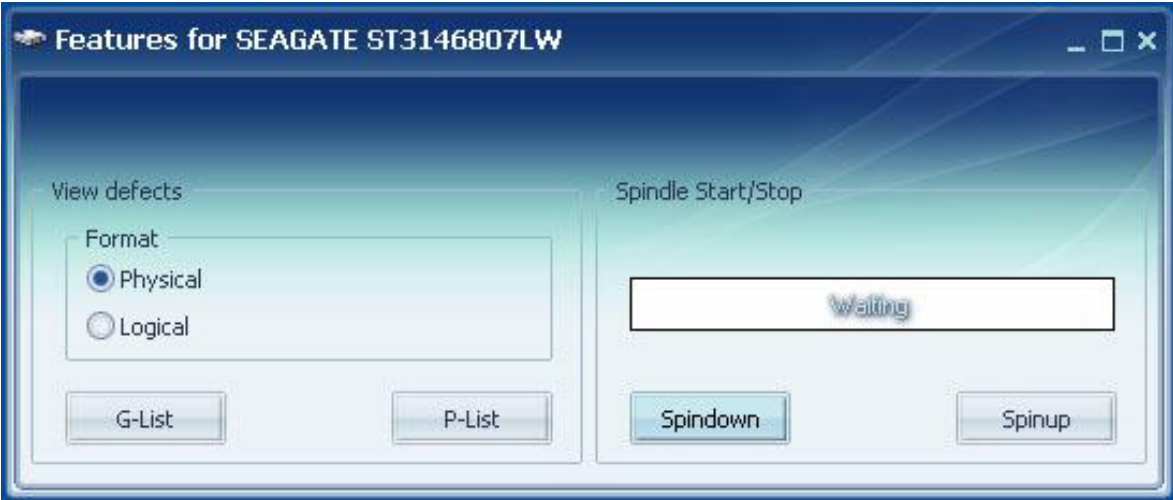 Features for SEAGATE ST3146807LW
View defects
Format
Physical
Logical
G-List
P-List
Spindle Start/Stop
Waiting
Spindown
Spinup